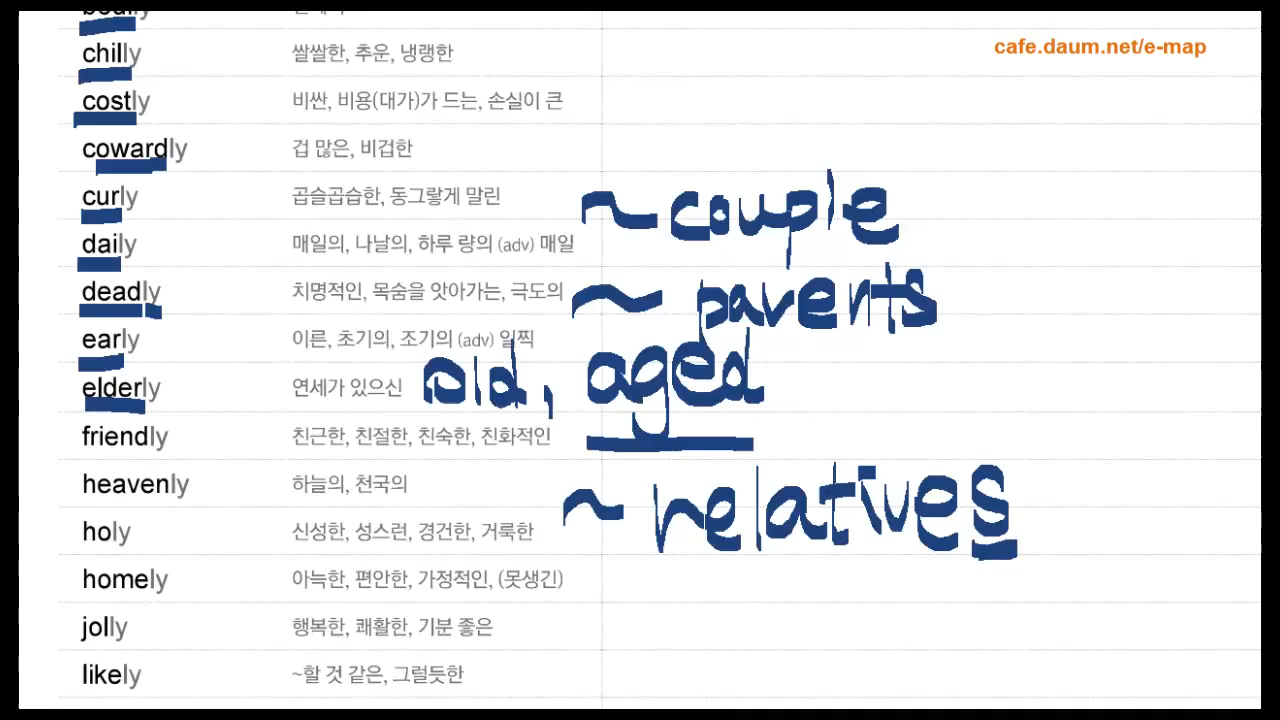 cafe.daum.net/e-map
chilly 쌀쌀한, 추운, 냉랭한
costly 비싼, 비용(대가)가 드는, 손실이 큰
cowardly 겁 많은, 비겁한
curly 곱슬곱습한, 동그랗게 말린
~ couple
daily 매일의, 나날의, 하루 량의 (adv) 매일
deadly 치명적인, 목숨을 앗아가는, 극도의
~ parents
early 이른, 초기의, 조기의 (adv) 일찍
elderly 연세가 있으신 old, aged
friendly 친근한, 친절한, 친숙한, 친화적인
heavenly 하늘의, 천국의
~ relatives
holy 신성한, 성스런, 경건한, 거룩한
homely 아늑한, 편안한, 가정적인, (못생긴)
jolly 행복한, 쾌활한, 기분 좋은
likely ~할 것 같은, 그럴듯한